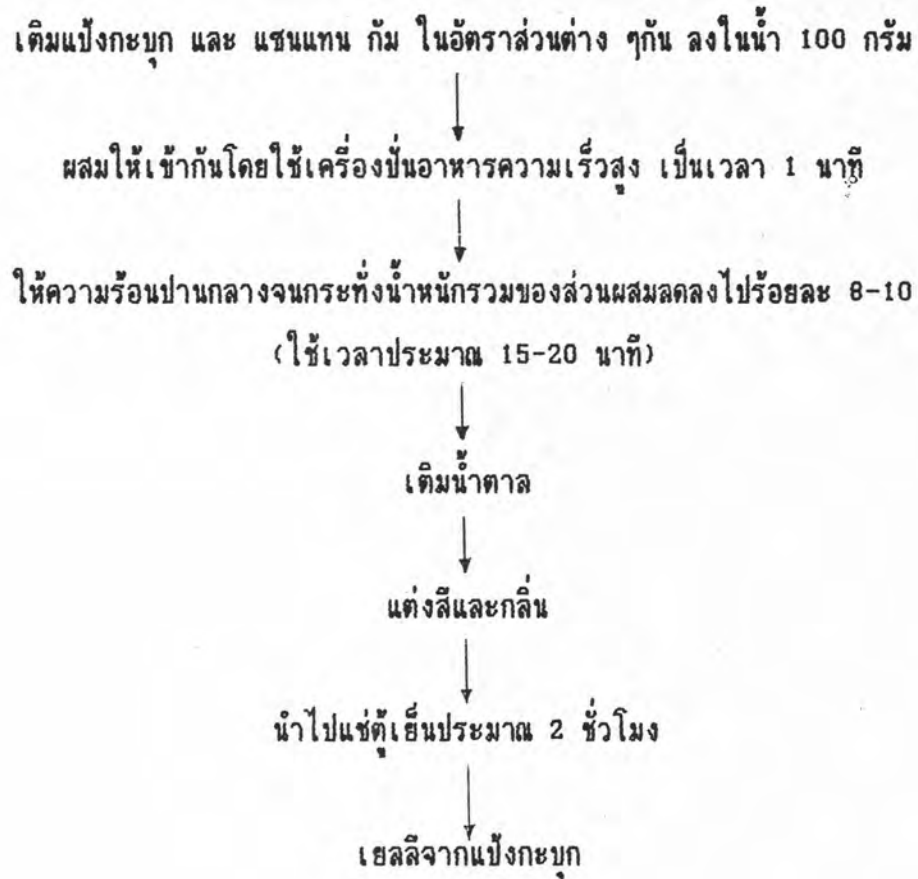 เติมแป้งกะบุก และ แซนแทน กัม ในอัตราส่วนต่าง ๆกัน ลงในน้ำ 100 กรัม
ผสมให้เข้ากันโดยใช้เครื่องปั่นอาหารความเร็วสูง เป็นเวลา 1 นาที
ให้ความร้อนปานกลางจนกระทั่งน้ำหนักรวมของส่วนผสมลดลงไปร้อยละ 8-10
(ใช้เวลาประมาณ 15-20 นาที)
เติมน้ำตาล
แต่งสีและกลิ่น
นำไปแช่ตู้เย็นประมาณ 2 ชั่วโมง
เยลลีจากแป้งกะบุก